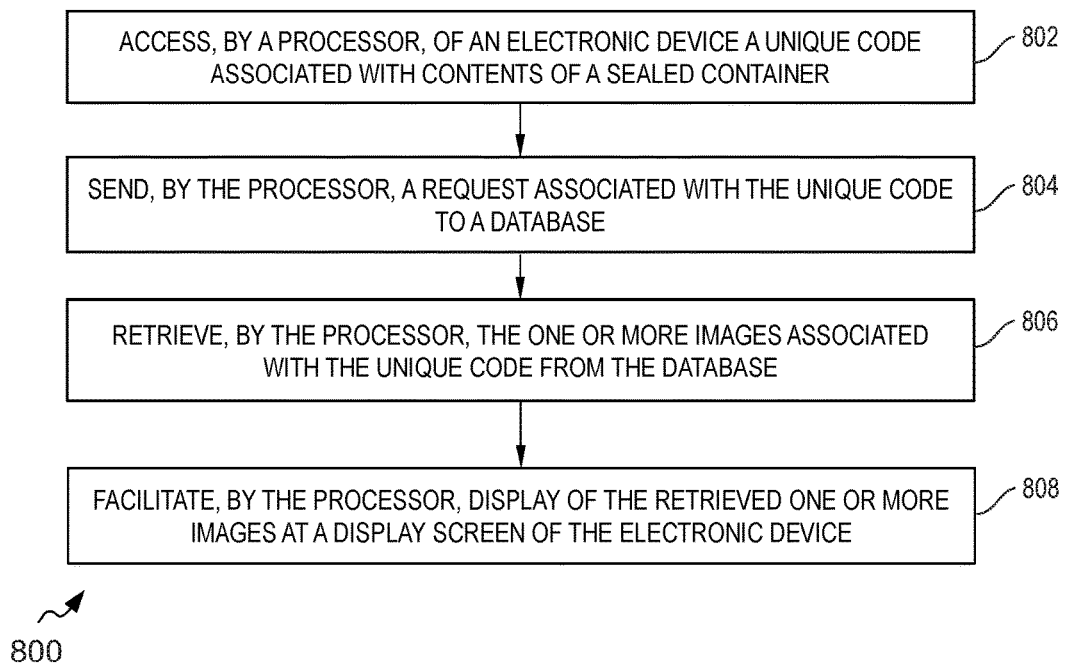 ACCESS, BY A PROCESSOR, OF AN ELECTRONIC DEVICE A UNIQUE CODE
ASSOCIATED WITH CONTENTS OF A SEALED CONTAINER
802
SEND, BY THE PROCESSOR, A REQUEST ASSOCIATED WITH THE UNIQUE CODE
TO A DATABASE
804
RETRIEVE, BY THE PROCESSOR, THE ONE OR MORE IMAGES ASSOCIATED
WITH THE UNIQUE CODE FROM THE DATABASE
806
FACILITATE, BY THE PROCESSOR, DISPLAY OF THE RETRIEVED ONE OR MORE
IMAGES AT A DISPLAY SCREEN OF THE ELECTRONIC DEVICE
808
800